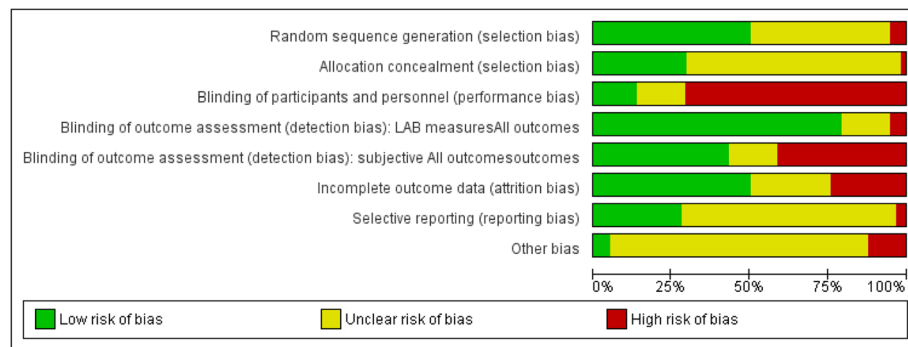 Random sequence generation (selection bias)
Allocation concealment (selection bias)
Blinding of participants and personnel (performance bias)
Blinding of outcome assessment (detection bias): LAB measuresAll outcomes
Blinding of outcome assessment (detection bias): subjective All outcomesoutcomes
Incomplete outcome data (attrition bias)
Selective reporting (reporting bias)
Other bias
0% 25% 50% 75% 100%
Low risk of bias Unclear risk of bias High risk of bias